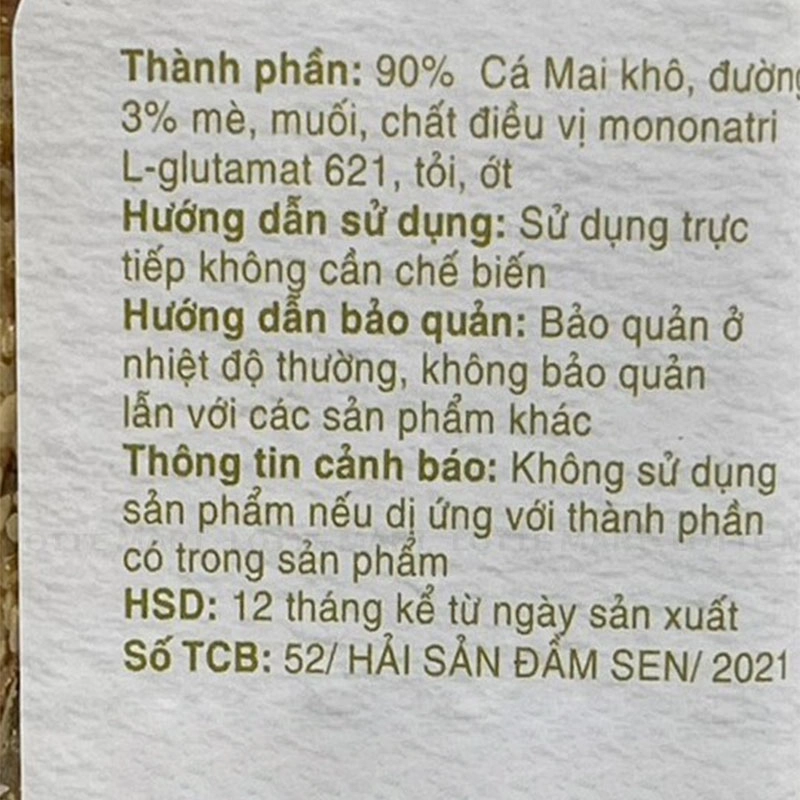 Thành phần: 90% Cá Mai khô, đường
3% mè, muối, chất điều vị mononatri
L-glutamat 621, tỏi, ớt
Hướng dẫn sử dụng: Sử dụng trực
tiếp không cần chế biến
Hướng dẫn bảo quản: Bảo quản ở
nhiệt độ thường, không bảo quản
lẫn với các sản phẩm khác
Thông tin cảnh báo: Không sử dụng
sản phẩm nếu dị ứng với thành phần
có trong sản phẩm
HSD: 12 tháng kể từ ngày sản xuất
Số TCB: 52/ HẢI SẢN ĐẦM SEN/ 2021